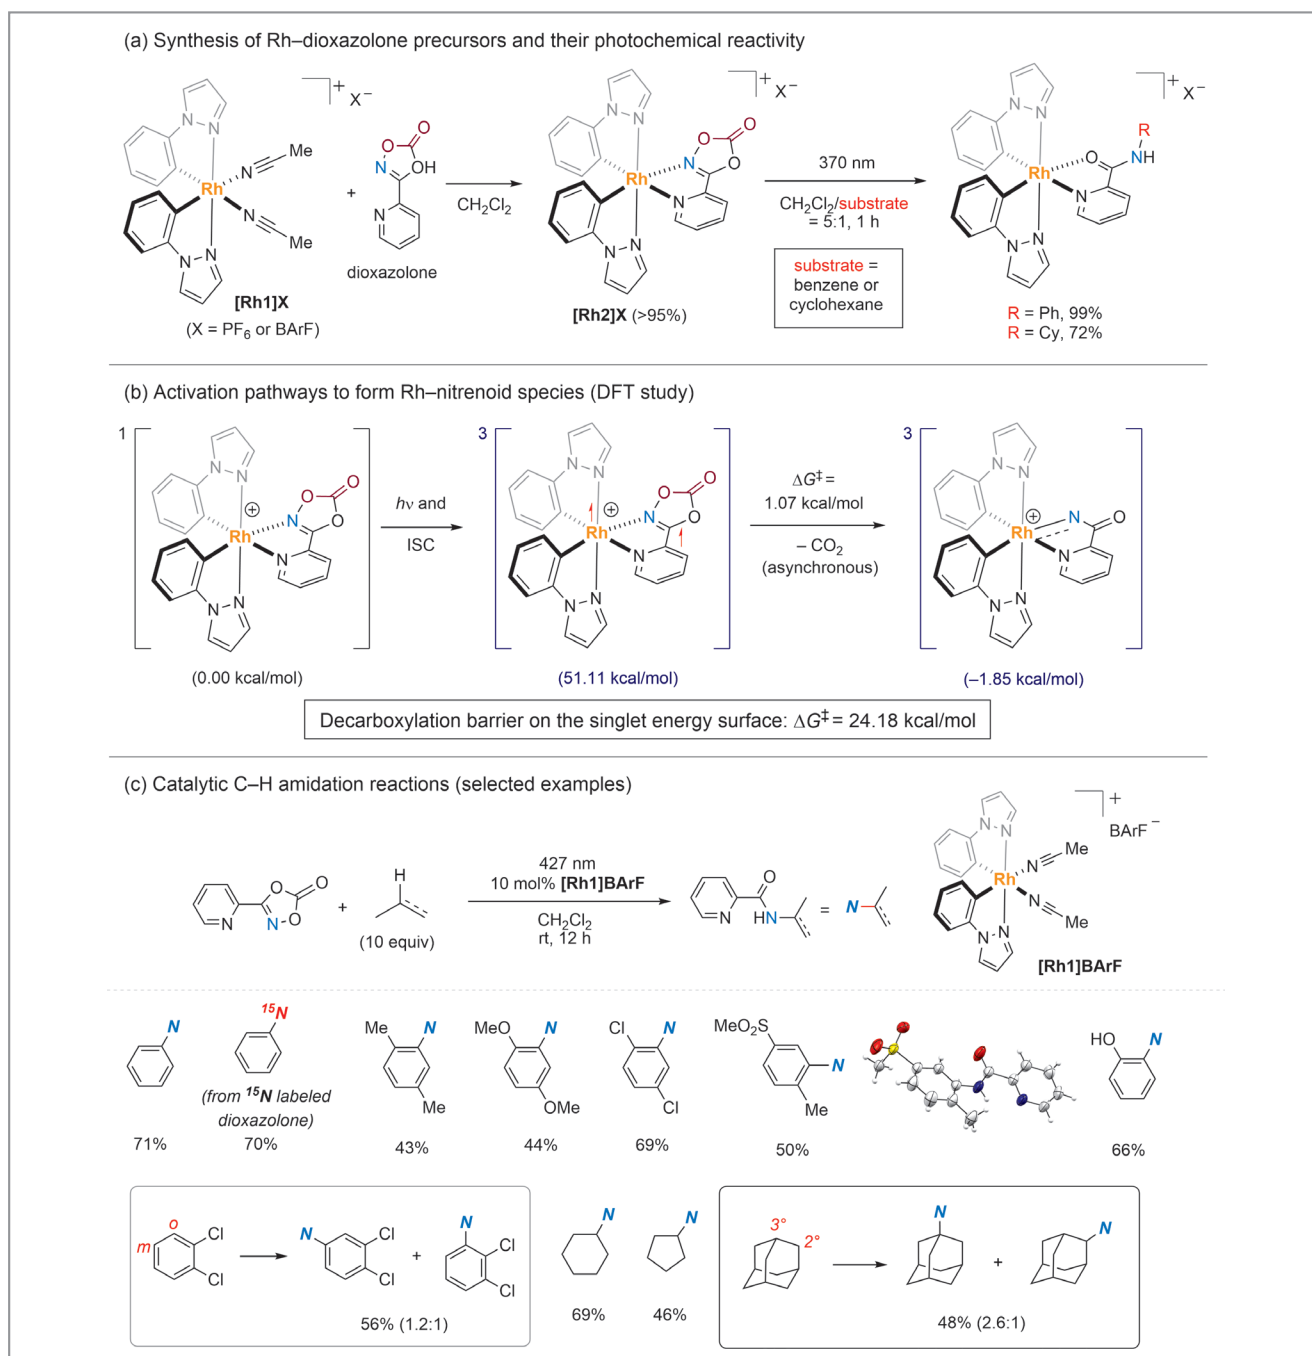 (a) Synthesis of Rh–dioxazolone precursors and their photochemical reactivity
+ X–
N
N
Rh
N
Me
N
Me
N
N
[Rh1]X
(X = PF6 or BArF)
+
O
O
N
OH
N
dioxazolone
CH2Cl2
+ X–
N
N
O
O
N
O
Rh
N
N
N
[Rh2]X (>95%)
370 nm
CH2Cl2/substrate
= 5:1, 1 h
substrate =
benzene or
cyclohexane
+ X–
N
N
R
O
NH
Rh
N
N
N
R = Ph, 99%
R = Cy, 72%
(b) Activation pathways to form Rh–nitrenoid species (DFT study)
1
N
N
O
O
+
N
O
Rh
N
N
N
(0.00 kcal/mol)
hν and
ISC
3
N
N
O
O
+
N
O
Rh
N
N
N
(51.11 kcal/mol)
ΔG‡ =
1.07 kcal/mol
– CO2
(asynchronous)
3
N
N
+
N
O
Rh
N
N
N
(–1.85 kcal/mol)
Decarboxylation barrier on the singlet energy surface: ΔG‡ = 24.18 kcal/mol
(c) Catalytic C–H amidation reactions (selected examples)
N
O
O
N
O
+
H
(10 equiv)
427 nm
10 mol% [Rh1]BArF
CH2Cl2
rt, 12 h
N
O
HN
=
N
+
BArF –
N
N
Rh
N
Me
N
Me
N
N
[Rh1]BArF
N
71%
15N
(from 15N labeled
dioxazolone)
70%
Me
N
Me
43%
MeO
N
OMe
44%
Cl
N
Cl
69%
MeO2S
N
Me
50%
HO
N
66%
o
m
Cl
Cl
N
Cl
Cl
+
N
Cl
Cl
56% (1.2:1)
N
69%
N
46%
3°
2°
N
+
N
48% (2.6:1)